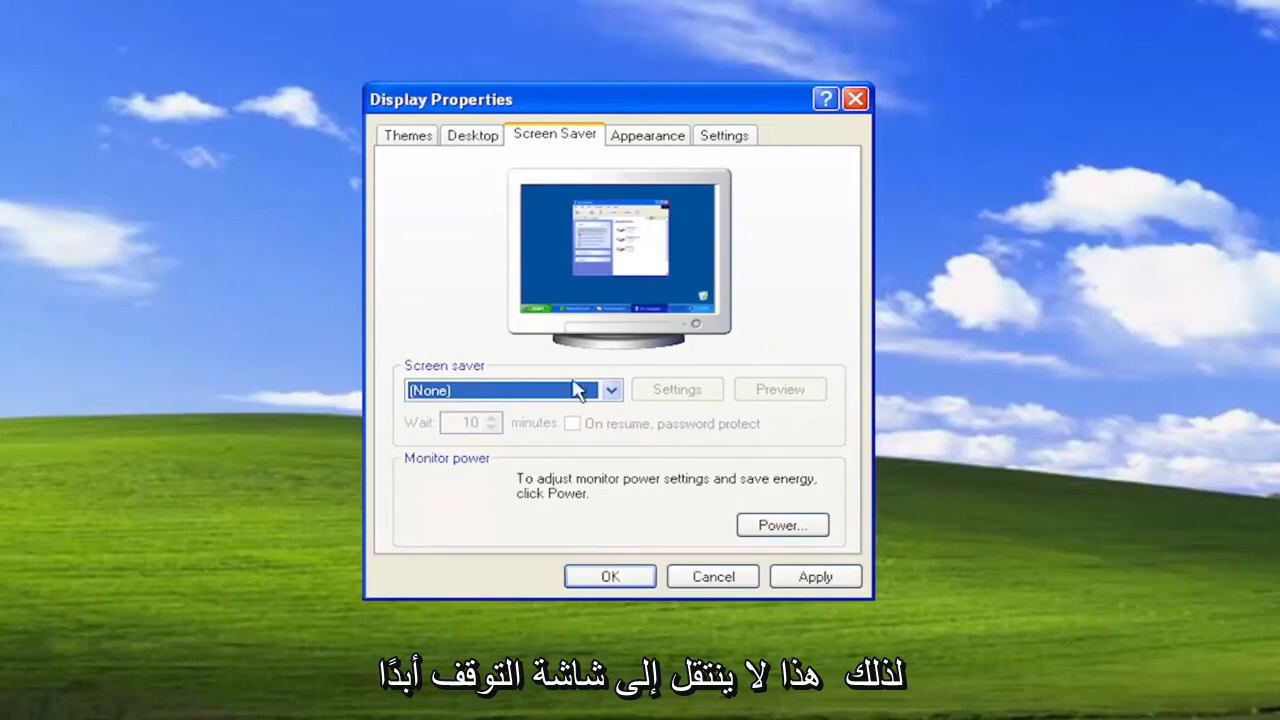 Display Properties
Themes Desktop Screen Saver Appearance Settings
Screen saver
(None) Settings Preview
Wait: 10 minutes On resume, password protect
Monitor power
To adjust monitor power settings and save energy,
click Power.
Power...
OK Cancel Apply
لذلك هذا لا ينتقل إلى شاشة التوقف أبدًا